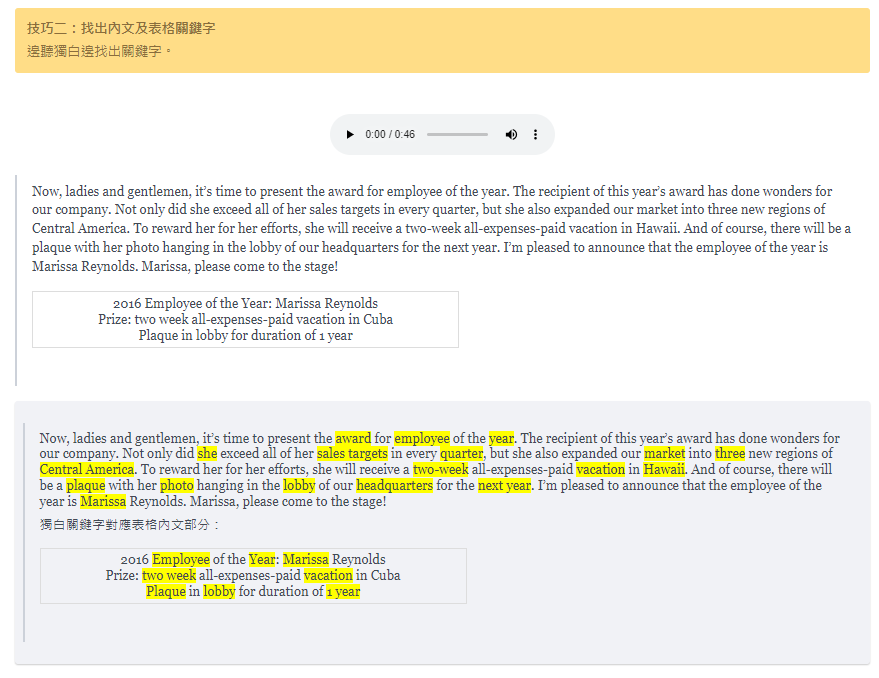 技巧二：找出內文及表格關鍵字
邊聽獨白邊找出關鍵字。
0:00 / 0:46
Now, ladies and gentlemen, it’s time to present the award for employee of the year. The recipient of this year’s award has done wonders for
our company. Not only did she exceed all of her sales targets in every quarter, but she also expanded our market into three new regions of
Central America. To reward her for her efforts, she will receive a two-week all-expenses-paid vacation in Hawaii. And of course, there will be a
plaque with her photo hanging in the lobby of our headquarters for the next year. I’m pleased to announce that the employee of the year is
Marissa Reynolds. Marissa, please come to the stage!
2016 Employee of the Year: Marissa Reynolds
Prize: two week all-expenses-paid vacation in Cuba
Plaque in lobby for duration of 1 year
Now, ladies and gentlemen, it’s time to present the award for employee of the year. The recipient of this year’s award has done wonders for
our company. Not only did she exceed all of her sales targets in every quarter, but she also expanded our market into three new regions of
Central America. To reward her for her efforts, she will receive a two-week all-expenses-paid vacation in Hawaii. And of course, there will
be a plaque with her photo hanging in the lobby of our headquarters for the next year. I’m pleased to announce that the employee of the
year is Marissa Reynolds. Marissa, please come to the stage!
獨白關鍵字對應表格內文部分：
2016 Employee of the Year: Marissa Reynolds
Prize: two week all-expenses-paid vacation in Cuba
Plaque in lobby for duration of 1 year